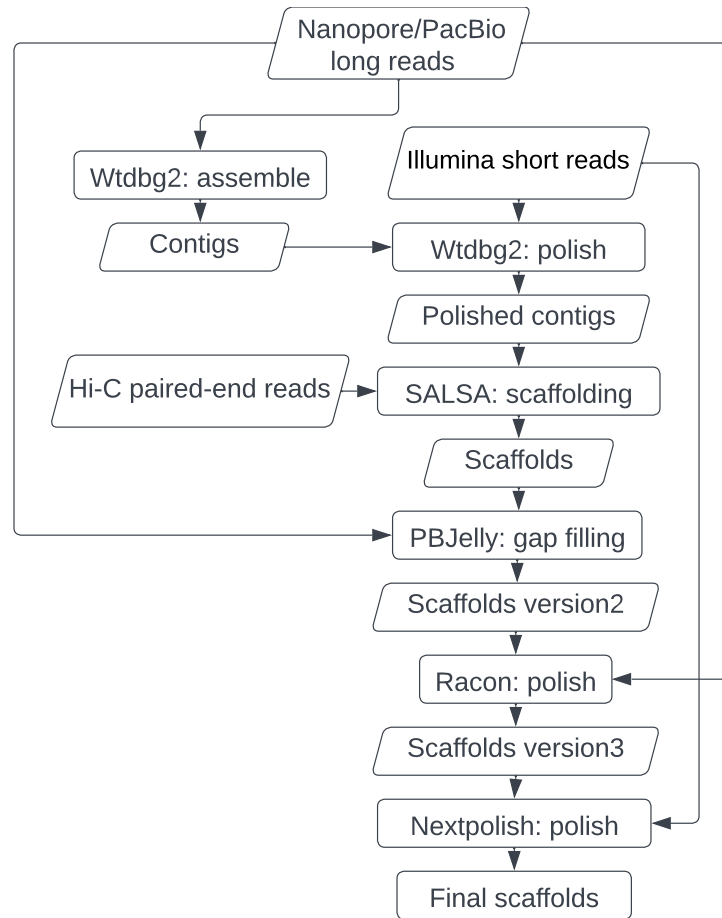 Nanopore/PacBio
long reads
Illumina short reads
Wtdbg2: assemble
Contigs
Wtdbg2: polish
Polished contigs
Hi-C paired-end reads
SALSA: scaffolding
Scaffolds
PBJelly: gap filling
Scaffolds version2
Racon: polish
Scaffolds version3
Nextpolish: polish
Final scaffolds